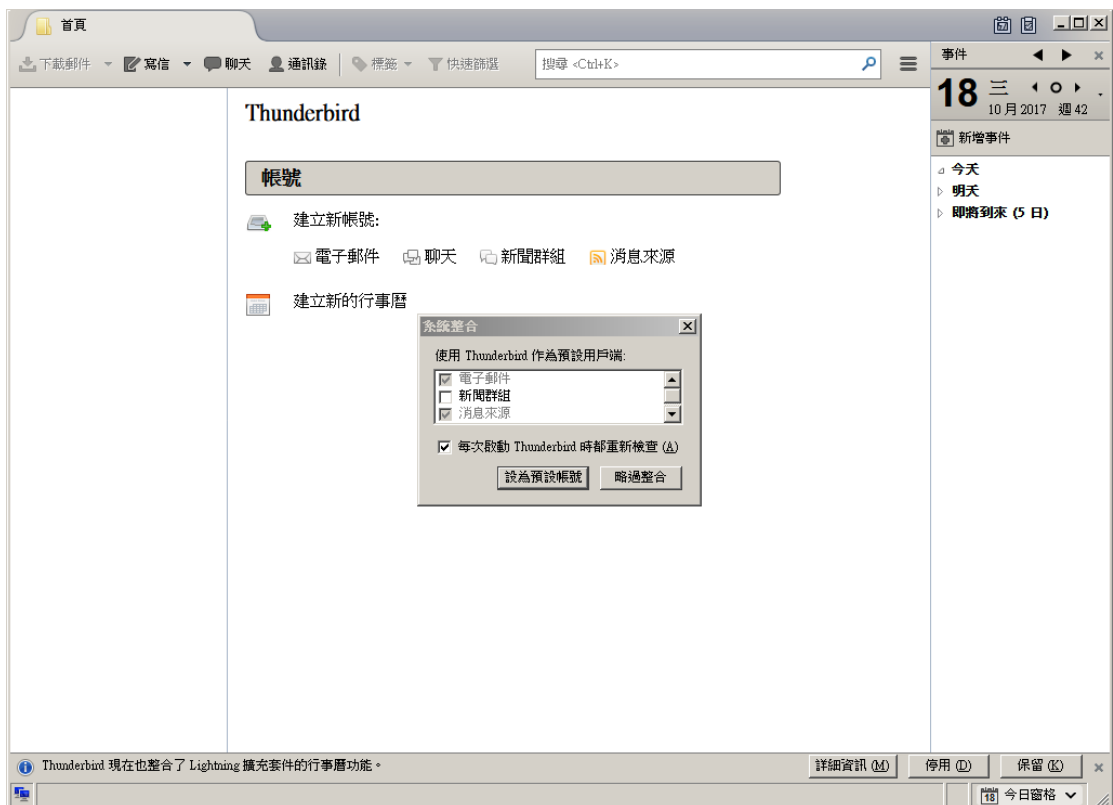 首頁
下載郵件 寫信 聊天 通訊錄 標籤 快速篩選 搜尋 <Ctrl+K>
事件
18 三
10 月 2017 週 42
新增事件
今天
明天
即將到來 (5 日)
Thunderbird
帳號
建立新帳號:
電子郵件 聊天 新聞群組 消息來源
建立新的行事曆
系統整合
使用 Thunderbird 作為預設用戶端:
電子郵件
新聞群組
消息來源
每次啟動 Thunderbird 時都重新檢查 (A)
設為預設帳號 略過整合
Thunderbird 現在也整合了 Lightning 擴充套件的行事曆功能。 詳細資訊 (M) 停用 (D) 保留 (K)
18 今日窗格